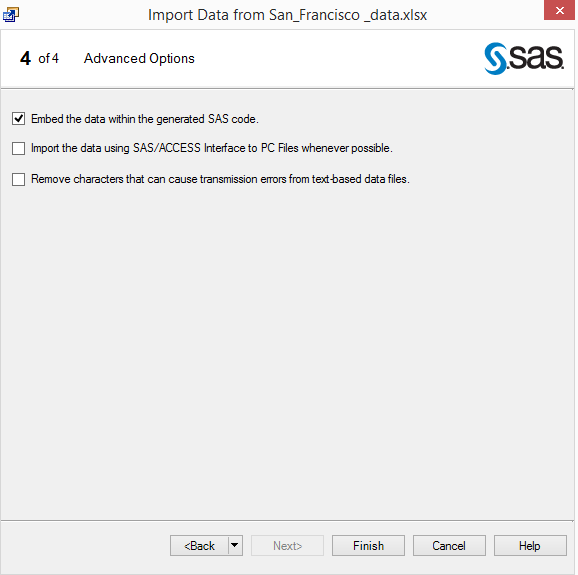 Import Data from San_Francisco _data.xlsx
4 of 4 Advanced Options
sas.
Embed the data within the generated SAS code.
Import the data using SAS/ACCESS Interface to PC Files whenever possible.
Remove characters that can cause transmission errors from text-based data files.
<Back Next> Finish Cancel Help